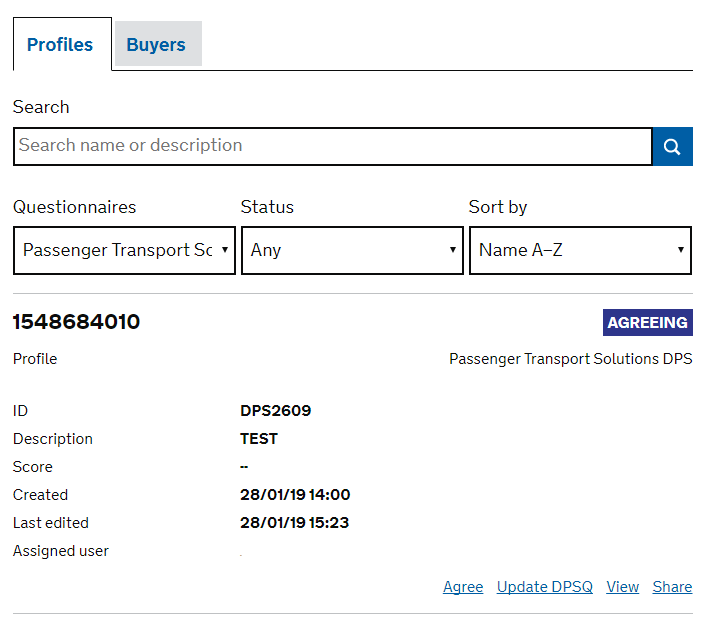 Profiles Buyers
Search
Search name or description
Questionnaires Status Sort by
Passenger Transport Sc Any Name A–Z
1548684010 AGREEING
Profile Passenger Transport Solutions DPS
ID DPS2609
Description TEST
Score --
Created 28/01/19 14:00
Last edited 28/01/19 15:23
Assigned user .
Agree Update DPSQ View Share